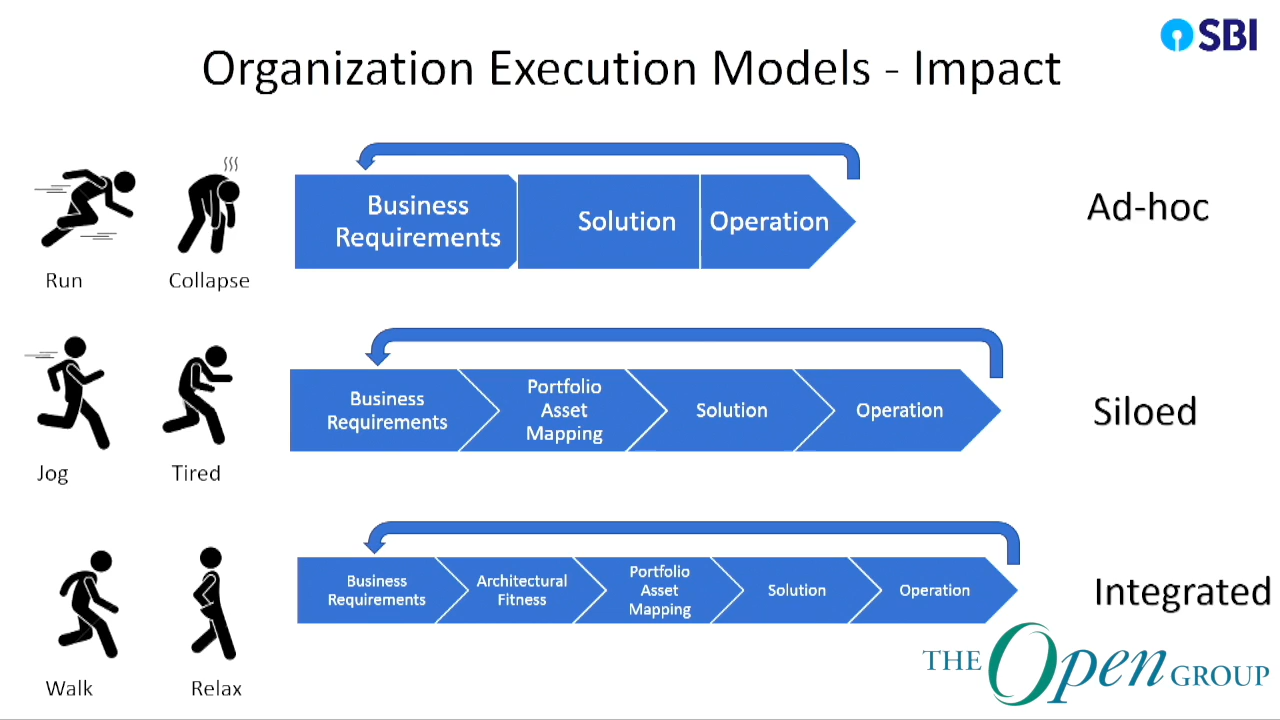 SBI
Organization Execution Models - Impact
Run
Collapse
Business
Requirements
Solution
Operation
Ad-hoc
Jog
Tired
Business
Requirements
Portfolio
Asset
Mapping
Solution
Operation
Siloed
Walk
Relax
Business
Requirements
Architectural
Fitness
Portfolio
Asset
Mapping
Solution
Operation
Integrated
THE Open GROUP